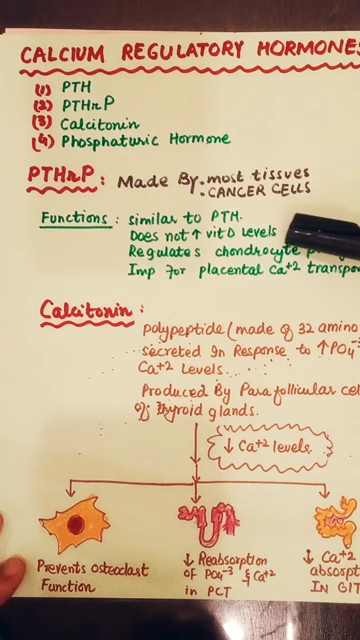 CALCIUM REGULATORY HORMONES
(1) PTH
(2) PTHrP
(3) Calcitonin
(4) Phosphaturic Hormone
PTHrP: Made By. most tissues
. CANCER CELLS
Functions : similar to PTH.
Does not ↑ vit D levels
Regulates chondrocyte
Imp For placental Ca+2 transpo
Calcitonin :
polypeptide (made of 32 amino
secreted In Response to ↑ PO4-3
Ca+2 Levels.
Produced By Parafollicular ce
of thyroid glands.
↓ Ca+2 levels.
Prevents osteoclast
Function
↓ Reabsorption
OF PO4-3 & Ca+2
in PCT
↓ Ca+2
absorpt
IN GIT